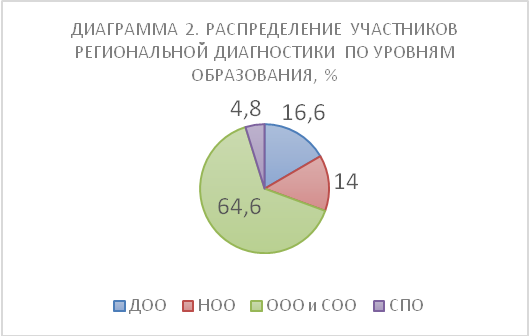 ДИАГРАММА 2. РАСПРЕДЕЛЕНИЕ УЧАСТНИКОВ
РЕГИОНАЛЬНОЙ ДИАГНОСТИКИ ПО УРОВНЯМ
ОБРАЗОВАНИЯ, %
4,8
16,6
14
64,6
ДОО НОО ООО и СОО СПО